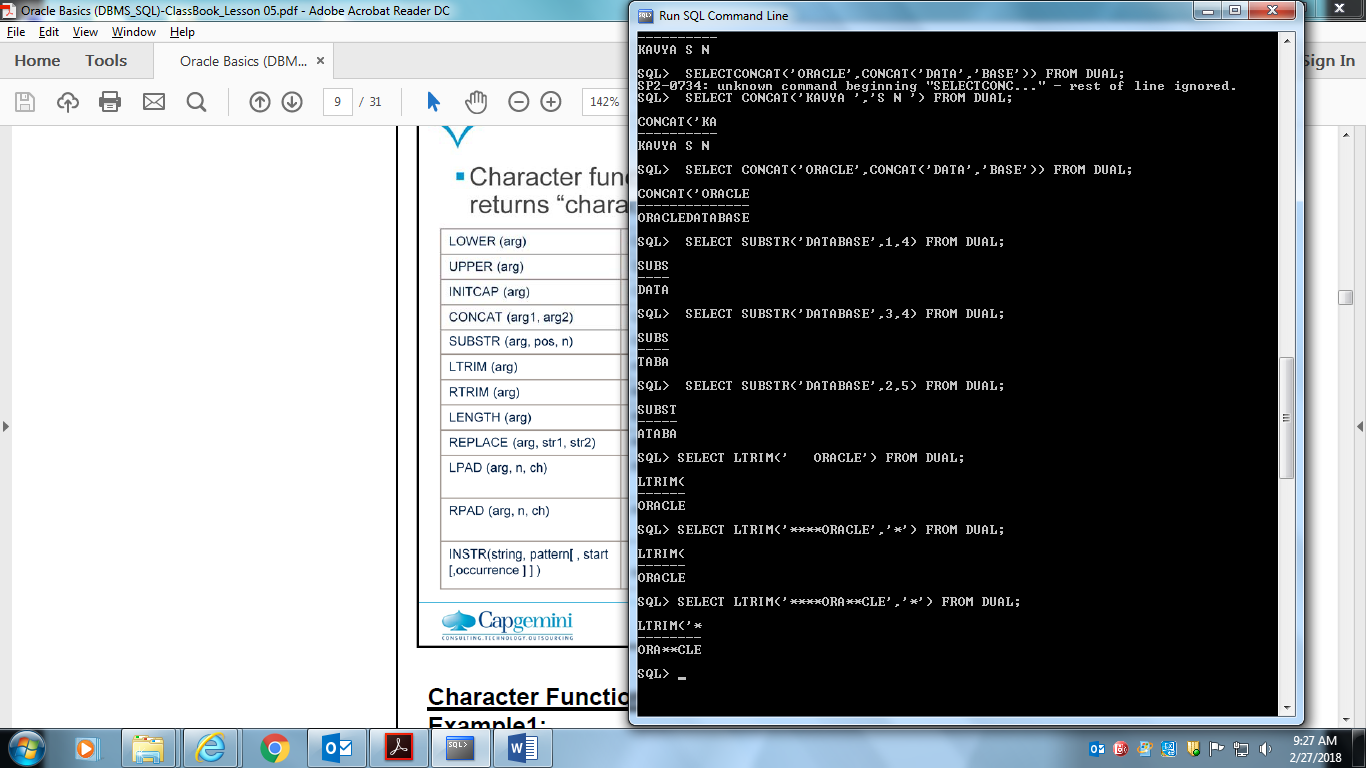 Oracle Basics (DBMS_SQL)-ClassBook_Lesson 05.pdf - Adobe Acrobat Reader DC
File Edit View Window Help
Home Tools Oracle Basics (DBM... × Sign In
9 / 31 142%
Character fun
returns “chara
LOWER (arg)
UPPER (arg)
INITCAP (arg)
CONCAT (arg1, arg2)
SUBSTR (arg, pos, n)
LTRIM (arg)
RTRIM (arg)
LENGTH (arg)
REPLACE (arg, str1, str2)
LPAD (arg, n, ch)
RPAD (arg, n, ch)
INSTR(string, pattern[ , start
[,occurrence ] ] )
Capgemini
CONSULTING.TECHNOLOGY.OUTSOURCING
Character Functio
Example1:
Run SQL Command Line
----------
KAVYA S N
SQL>  SELECTCONCAT('ORACLE',CONCAT('DATA','BASE')) FROM DUAL;
SP2-0734: unknown command beginning "SELECTCONC..." - rest of line ignored.
SQL>  SELECT CONCAT('KAVYA ','S N ') FROM DUAL;
CONCAT('KA
----------
KAVYA S N
SQL>  SELECT CONCAT('ORACLE',CONCAT('DATA','BASE')) FROM DUAL;
CONCAT('ORACLE
--------------
ORACLEDATABASE
SQL>  SELECT SUBSTR('DATABASE',1,4) FROM DUAL;
SUBS
----
DATA
SQL>  SELECT SUBSTR('DATABASE',3,4) FROM DUAL;
SUBS
----
TABA
SQL>  SELECT SUBSTR('DATABASE',2,5) FROM DUAL;
SUBST
-----
ATABA
SQL> SELECT LTRIM('   ORACLE') FROM DUAL;
LTRIM(
------
ORACLE
SQL> SELECT LTRIM('****ORACLE','*') FROM DUAL;
LTRIM(
------
ORACLE
SQL> SELECT LTRIM('****ORA**CLE','*') FROM DUAL;
LTRIM('*
--------
ORA**CLE
SQL> _
SQL>
9:27 AM
2/27/2018